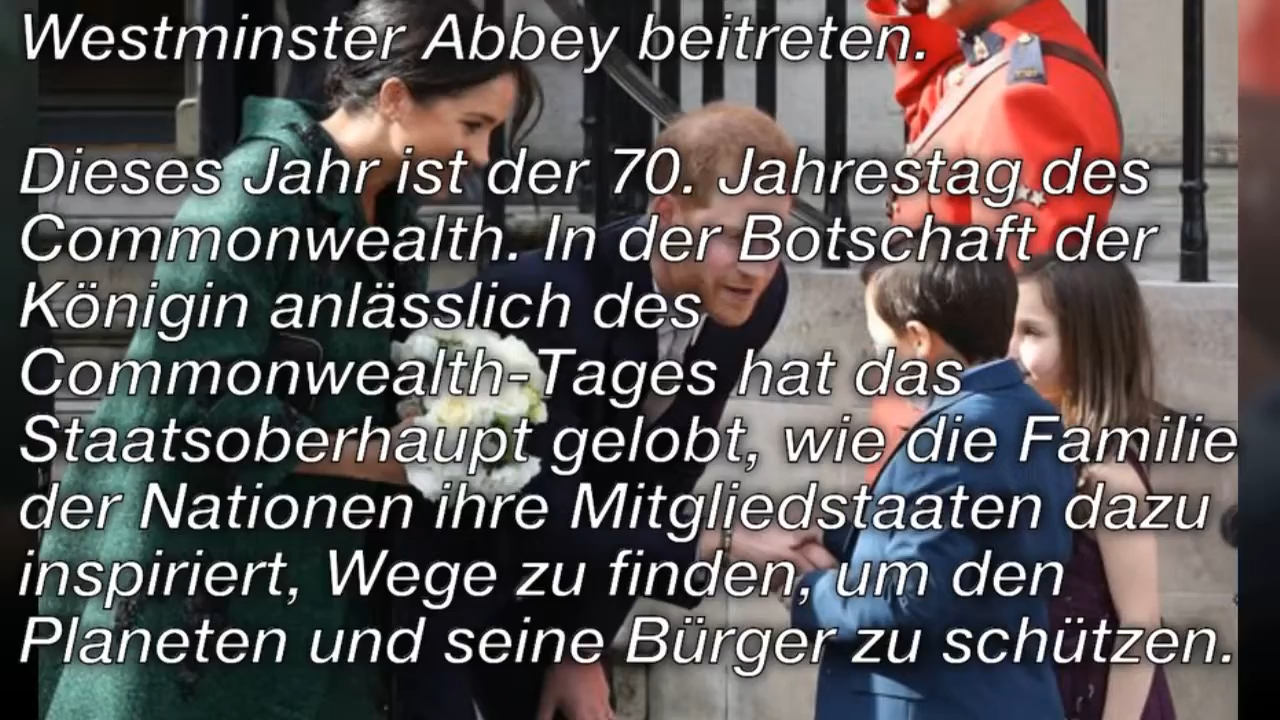 Westminster Abbey beitreten.
Dieses Jahr ist der 70. Jahrestag des
Commonwealth. In der Botschaft der
Königin anlässlich des
Commonwealth-Tages hat das
Staatsoberhaupt gelobt, wie die Familie
der Nationen ihre Mitgliedstaaten dazu
inspiriert, Wege zu finden, um den
Planeten und seine Bürger zu schützen.